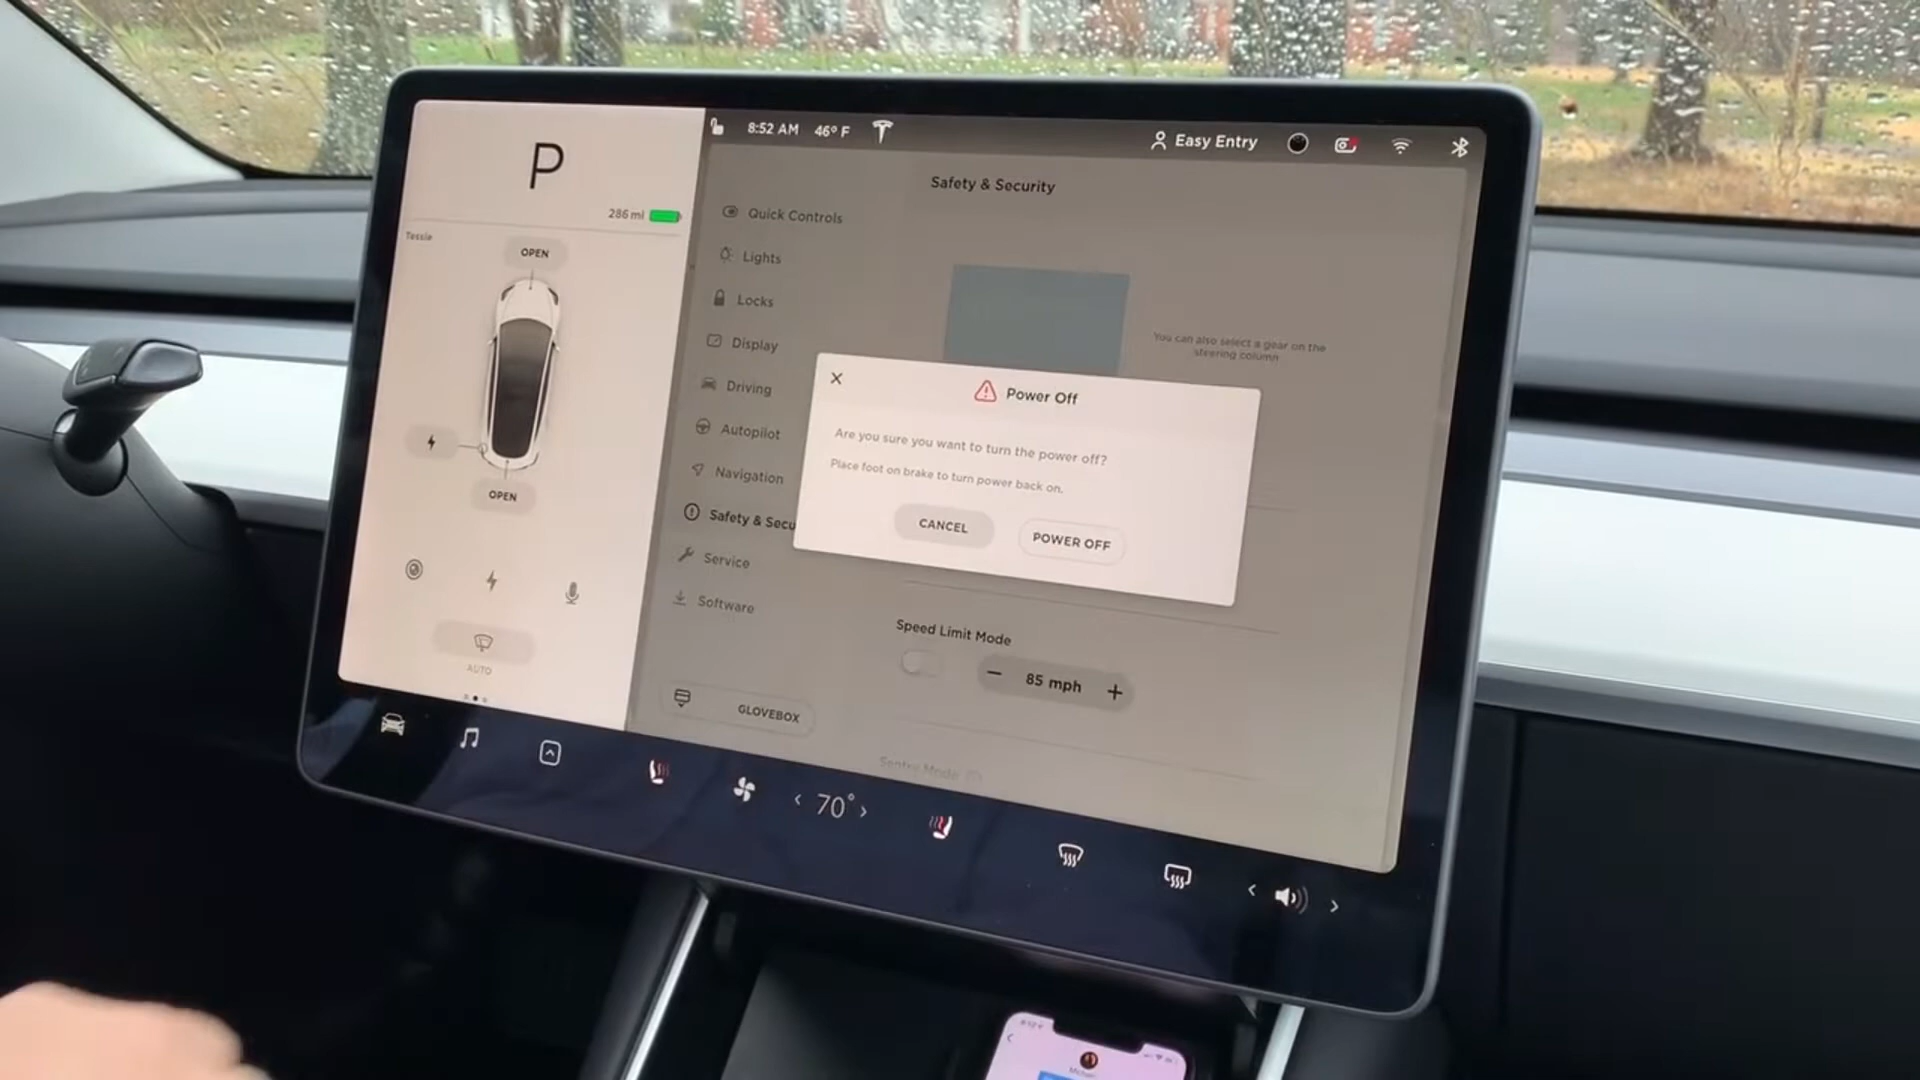 P
286 mi
Tessie
OPEN
OPEN
AUTO
8:52 AM 46° F
Easy Entry
Safety & Security
Quick Controls
Lights
Locks
Display
Driving
Autopilot
Navigation
Safety & Secu
Service
Software
GLOVEBOX
You can also select a gear on the
steering column
Power Off
Are you sure you want to turn the power off?
Place foot on brake to turn power back on.
CANCEL
POWER OFF
Speed Limit Mode
85 mph
Sentry Mode
70°